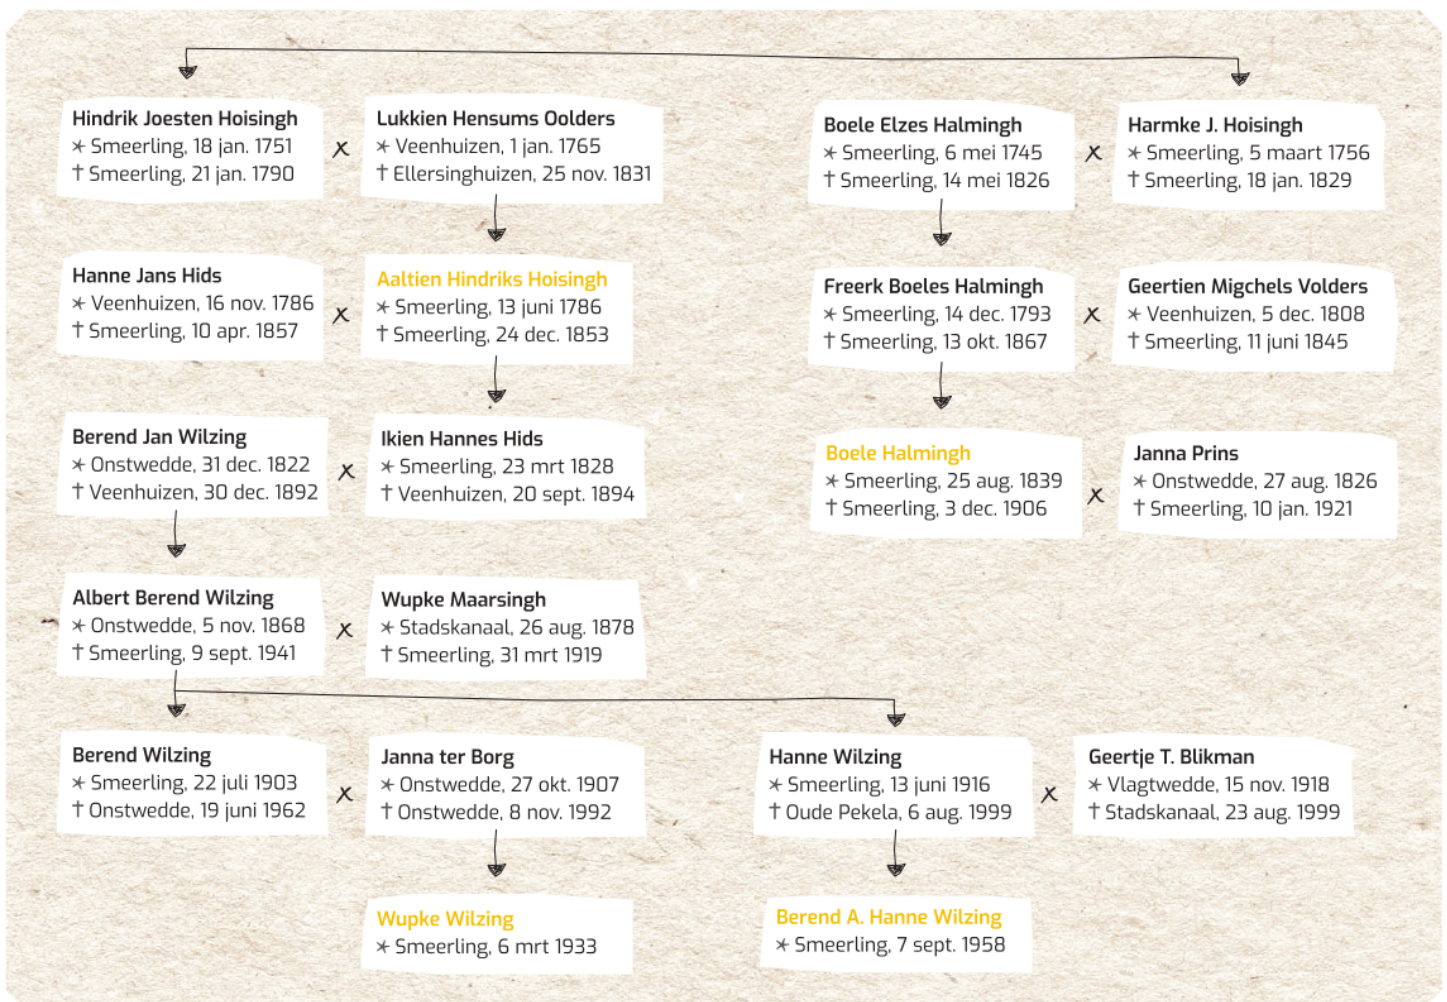 Hindrik Joesten Hoisingh
* Smeerling, 18 jan. 1751
† Smeerling, 21 jan. 1790
x
Lukkien Hensums Oolders
* Veenhuizen, 1 jan. 1765
† Ellersinghuizen, 25 nov. 1831
Boele Elzes Halmingh
* Smeerling, 6 mei 1745
† Smeerling, 14 mei 1826
x
Harmke J. Hoisingh
* Smeerling, 5 maart 1756
† Smeerling, 18 jan. 1829
Hanne Jans Hids
* Veenhuizen, 16 nov. 1786
† Smeerling, 10 apr. 1857
x
Aaltien Hindriks Hoisingh
* Smeerling, 13 juni 1786
† Smeerling, 24 dec. 1853
Freerk Boeles Halmingh
* Smeerling, 14 dec. 1793
† Smeerling, 13 okt. 1867
x
Geertien Migchels Volders
* Veenhuizen, 5 dec. 1808
† Smeerling, 11 juni 1845
Berend Jan Wilzing
* Onstwedde, 31 dec. 1822
† Veenhuizen, 30 dec. 1892
x
Ikien Hannes Hids
* Smeerling, 23 mrt 1828
† Veenhuizen, 20 sept. 1894
Boele Halmingh
* Smeerling, 25 aug. 1839
† Smeerling, 3 dec. 1906
x
Janna Prins
* Onstwedde, 27 aug. 1826
† Smeerling, 10 jan. 1921
Albert Berend Wilzing
* Onstwedde, 5 nov. 1868
† Smeerling, 9 sept. 1941
x
Wupke Maarsingh
* Stadskanaal, 26 aug. 1878
† Smeerling, 31 mrt 1919
Berend Wilzing
* Smeerling, 22 juli 1903
† Onstwedde, 19 juni 1962
x
Janna ter Borg
* Onstwedde, 27 okt. 1907
† Onstwedde, 8 nov. 1992
Hanne Wilzing
* Smeerling, 13 juni 1916
† Oude Pekela, 6 aug. 1999
x
Geertje T. Blikman
* Vlagtwedde, 15 nov. 1918
† Stadskanaal, 23 aug. 1999
Wupke Wilzing
* Smeerling, 6 mrt 1933
Berend A. Hanne Wilzing
* Smeerling, 7 sept. 1958